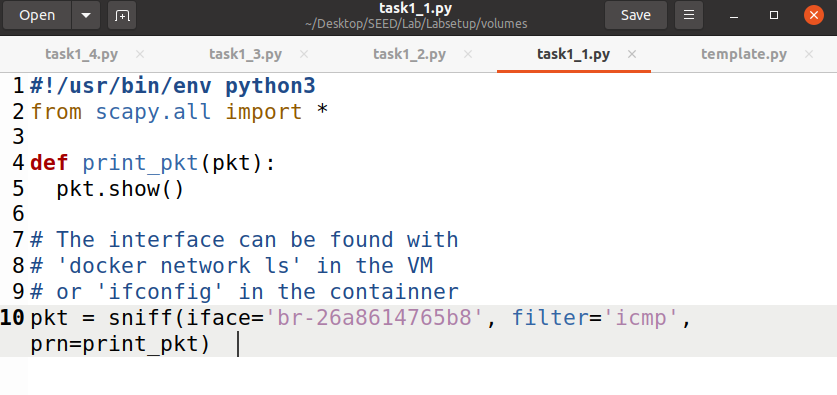 Open
task1_1.py
~/Desktop/SEED/Lab/Labsetup/volumes
Save
task1_4.py × task1_3.py × task1_2.py × task1_1.py × template.py ×
1 #!/usr/bin/env python3
2 from scapy.all import *
3
4 def print_pkt(pkt):
5   pkt.show()
6
7 # The interface can be found with
8 # 'docker network ls' in the VM
9 # or 'ifconfig' in the containner
10 pkt = sniff(iface='br-26a8614765b8', filter='icmp',
prn=print_pkt)